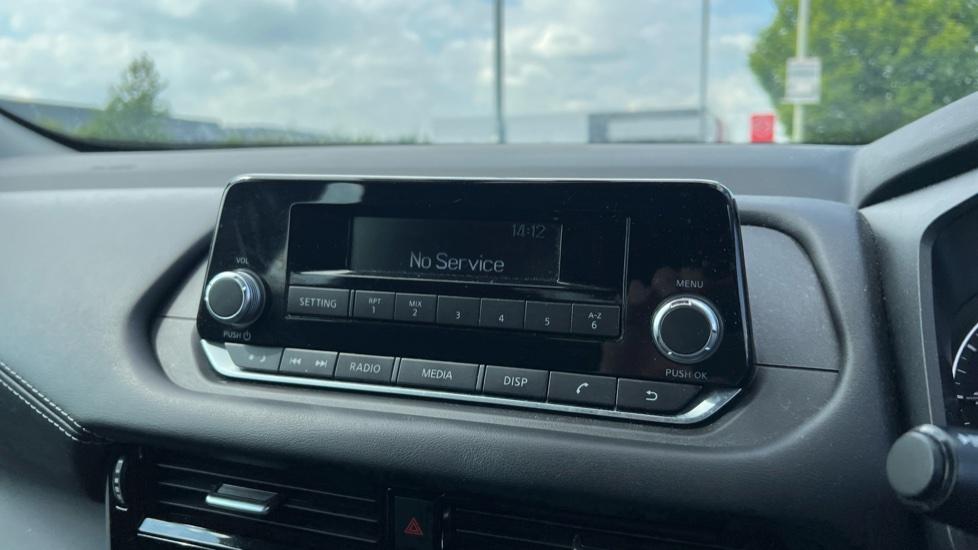 14:12
No Service
VOL
PUSH
MENU
PUSH OK
SETTING
RPT
1
MIX
2
3
4
5
A-Z
6
RADIO
MEDIA
DISP